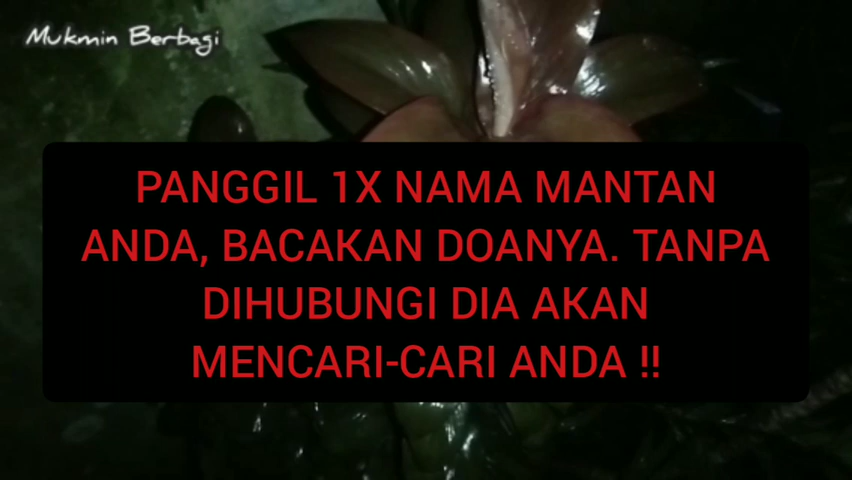 Mukmin Berbagi
PANGGIL 1X NAMA MANTAN
ANDA, BACAKAN DOANYA. TANPA
DIHUBUNGI DIA AKAN
MENCARI-CARI ANDA !!